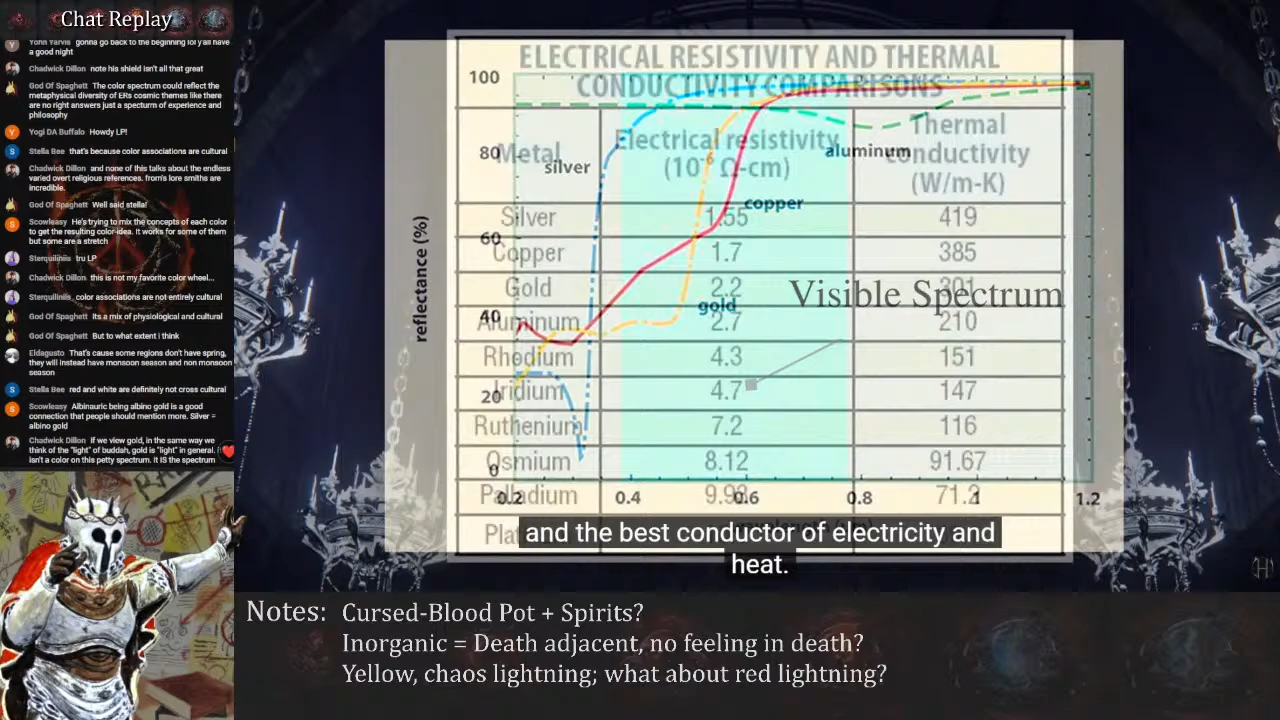 Chat Replay
Yonn Yarvis gonna go back to the beginning lol y'all have
a good night
Chadwick Dillon note his shield isn't all that great
God Of Spaghett The color spectrum could reflect the
metaphysical diversity of ERs cosmic themes like there
are no right answers just a specturm of experience and
philosophy
Yogi DA Buffalo Howdy LP!
Stella Bee that's because color associations are cultural
Chadwick Dillon and none of this talks about the endless
varied overt religious references. from's lore smiths are
incredible.
God Of Spaghett Well said stella!
Scowleasy He's trying to mix the concepts of each color
to get the resulting color-idea. It works for some of them
but some are a stretch
Sterquiliniis tru LP
Chadwick Dillon this is not my favorite color wheel...
Sterquiliniis color associations are not entirely cultural
God Of Spaghett Its a mix of physiological and cultural
God Of Spaghett But to what extent i think
Eldagusto That's cause some regions don't have spring,
they will instead have monsoon season and non monsoon
season
Stella Bee red and white are definitely not cross cultural
Scowleasy Albinauric being albino gold is a good
connection that people should mention more. Silver =
albino gold
Chadwick Dillon If we view gold, in the same way we
think of the "light" of buddah, gold is "light" in general.
isn't a color on this petty spectrum. It IS the spectrum
ELECTRICAL RESISTIVITY AND THERMAL
CONDUCTIVITY COMPARISONS
Metal
Electrical resistivity
(10⁻⁶ Ω-cm)
Thermal
conductivity
(W/m-K)
Silver 1.55 419
Copper 1.7 385
Gold 2.2 301
Aluminum 2.7 210
Rhodium 4.3 151
Iridium 4.7 147
Ruthenium 7.2 116
Osmium 8.12 91.67
Palladium 71.2
reflectance (%)
100
80
60
40
20
0
silver
aluminum
copper
gold
Visible Spectrum
0.2 0.4 0.6 0.8 1 1.2
and the best conductor of electricity and
heat.
Notes: Cursed-Blood Pot + Spirits?
Inorganic = Death adjacent, no feeling in death?
Yellow, chaos lightning; what about red lightning?